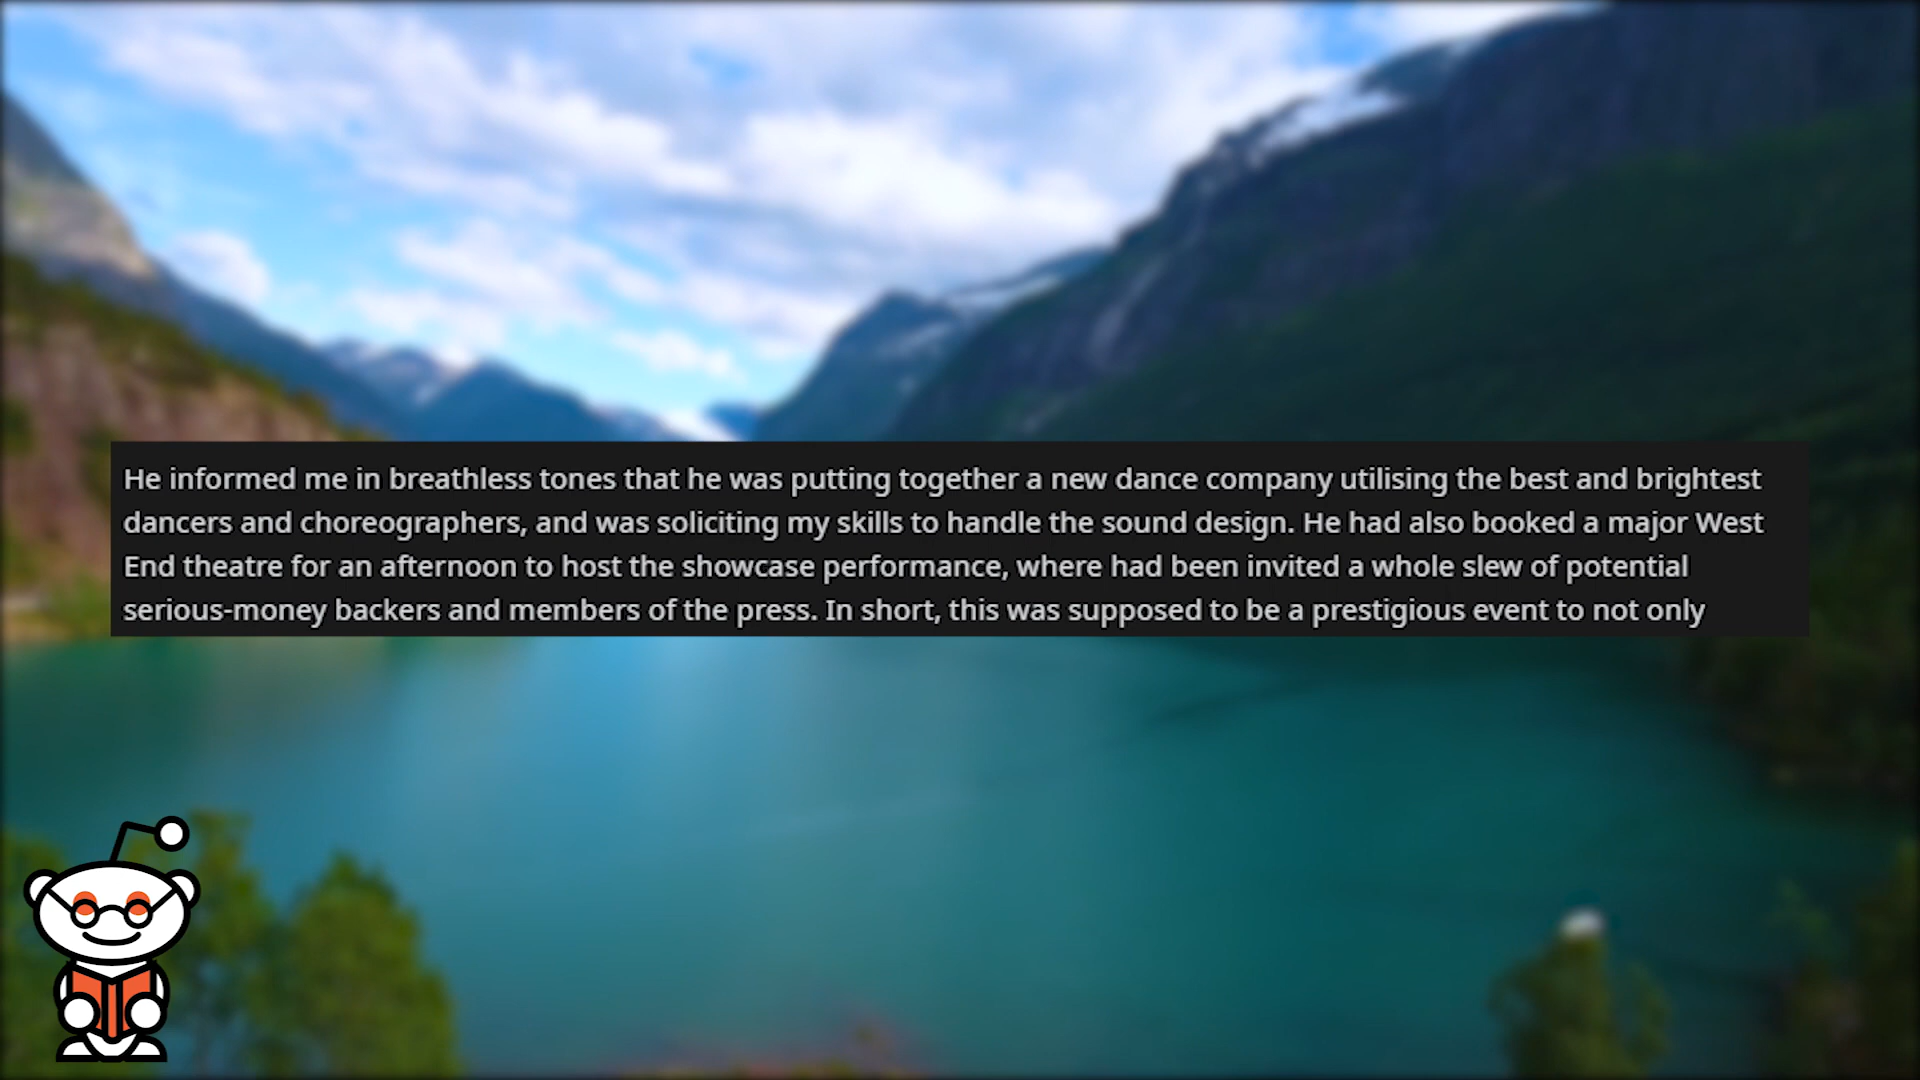 He informed me in breathless tones that he was putting together a new dance company utilising the best and brightest
dancers and choreographers, and was soliciting my skills to handle the sound design. He had also booked a major West
End theatre for an afternoon to host the showcase performance, where had been invited a whole slew of potential
serious-money backers and members of the press. In short, this was supposed to be a prestigious event to not only